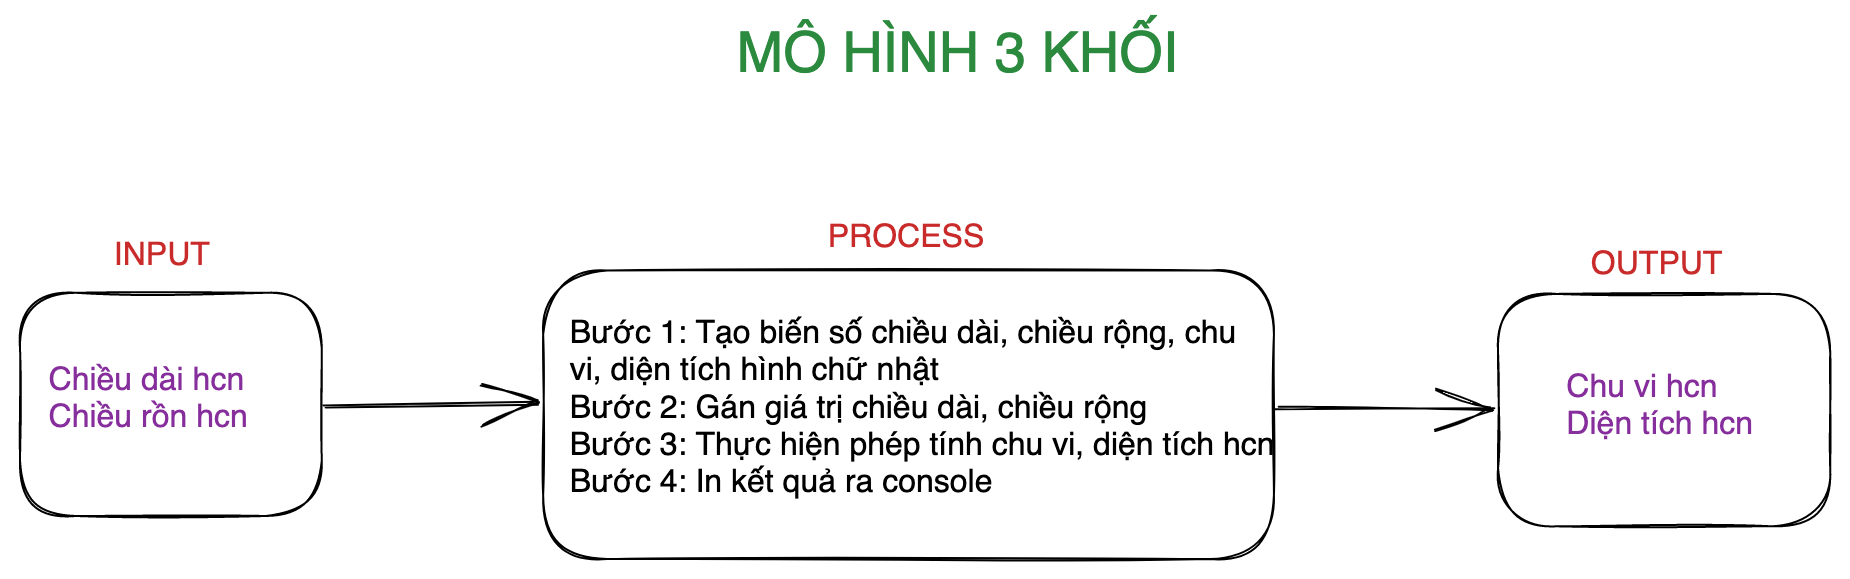 MÔ HÌNH 3 KHỐI
INPUT
Chiều dài hcn
Chiều rồn hcn
PROCESS
Bước 1: Tạo biến số chiều dài, chiều rộng, chu
vi, diện tích hình chữ nhật
Bước 2: Gán giá trị chiều dài, chiều rộng
Bước 3: Thực hiện phép tính chu vi, diện tích hcn
Bước 4: In kết quả ra console
OUTPUT
Chu vi hcn
Diện tích hcn